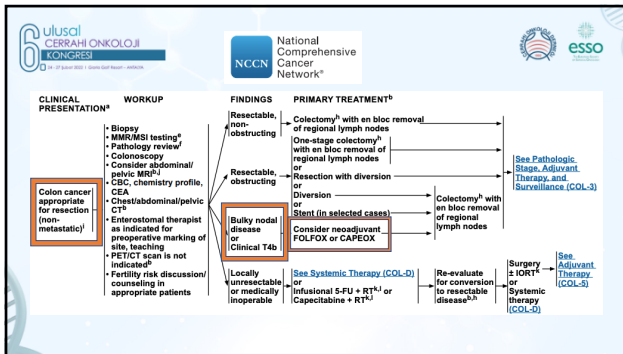 6.
ulusal
CERRAHİ ONKOLOJİ
KONGRESİ
NCCN
National
Comprehensive
Cancer
Network®
esso
CLINICAL
PRESENTATIONᵃ
WORKUP
FINDINGS
PRIMARY TREATMENTᵇ
Colon cancer
appropriate
for resection
(non-
metastatic)ⁱ
• Biopsy
• MMR/MSI testingᵉ
• Pathology reviewᶠ
• Colonoscopy
• Consider abdominal/
pelvic MRIᵇ,ʲ
• CBC, chemistry profile,
CEA
• Chest/abdominal/pelvic
CTᵇ
• Enterostomal therapist
as indicated for
preoperative marking of
site, teaching
• PET/CT scan is not
indicatedᵇ
• Fertility risk discussion/
counseling in
appropriate patients
Resectable,
non-
obstructing
Colectomyʰ with en bloc removal
of regional lymph nodes
Resectable,
obstructing
One-stage colectomyʰ
with en bloc removal of
regional lymph nodes
or
Resection with diversion
or
Diversion
or
Stent (in selected cases)
Colectomyʰ with
en bloc removal
of regional
lymph nodes
Bulky nodal
disease
or
Clinical T4b
Consider neoadjuvant
FOLFOX or CAPEOX
See Pathologic
Stage, Adjuvant
Therapy, and
Surveillance (COL-3)
Locally
unresectable
or medically
inoperable
See Systemic Therapy (COL-D)
or
Infusional 5-FU + RTᵏ,ˡ or
Capecitabine + RTᵏ,ˡ
Re-evaluate
for conversion
to resectable
diseaseᵇ,ʰ
Surgery
± IORTᵏ
or
Systemic
therapy
(COL-D)
See
Adjuvant
Therapy
(COL-5)